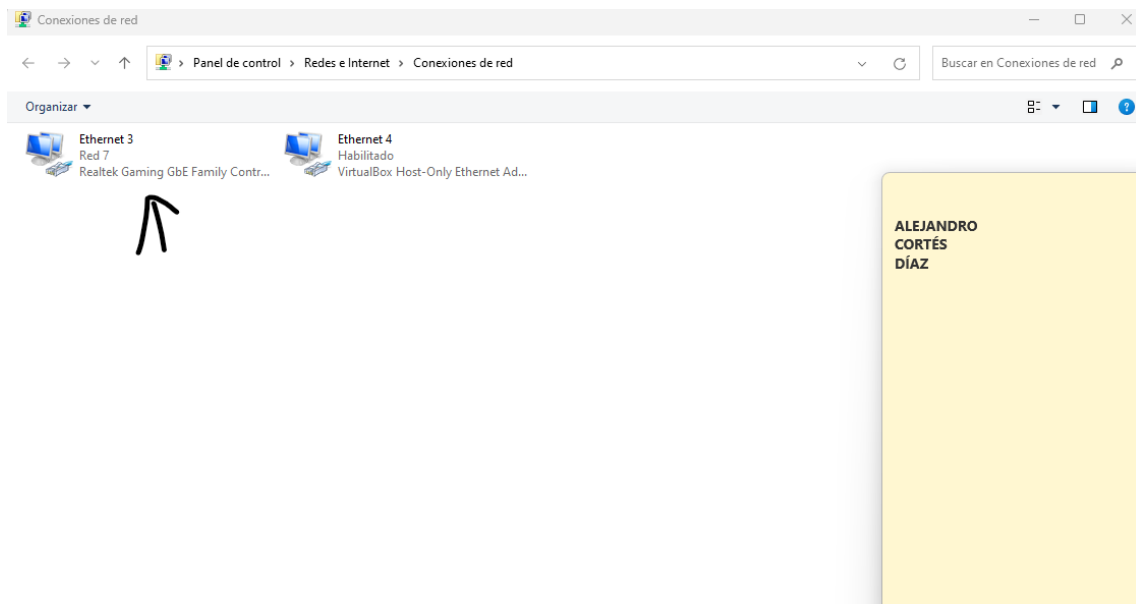 Conexiones de red
Panel de control > Redes e Internet > Conexiones de red
Buscar en Conexiones de red
Organizar
Ethernet 3
Red 7
Realtek Gaming GbE Family Contr...
Ethernet 4
Habilitado
VirtualBox Host-Only Ethernet Ad...
ALEJANDRO
CORTÉS
DÍAZ